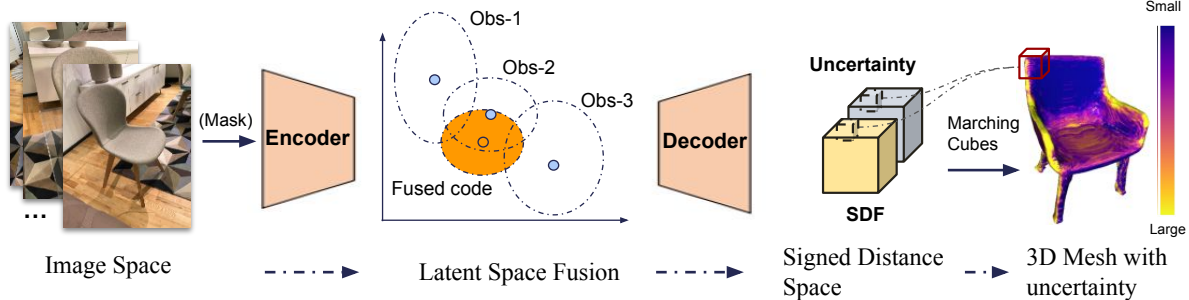 Small
Obs-1
Obs-2
Uncertainty
Obs-3
(Mask)
Encoder
Decoder
Marching
Cubes
Fused code
...
SDF
Large
Image Space
Latent Space Fusion
Signed Distance
Space
3D Mesh with
uncertainty